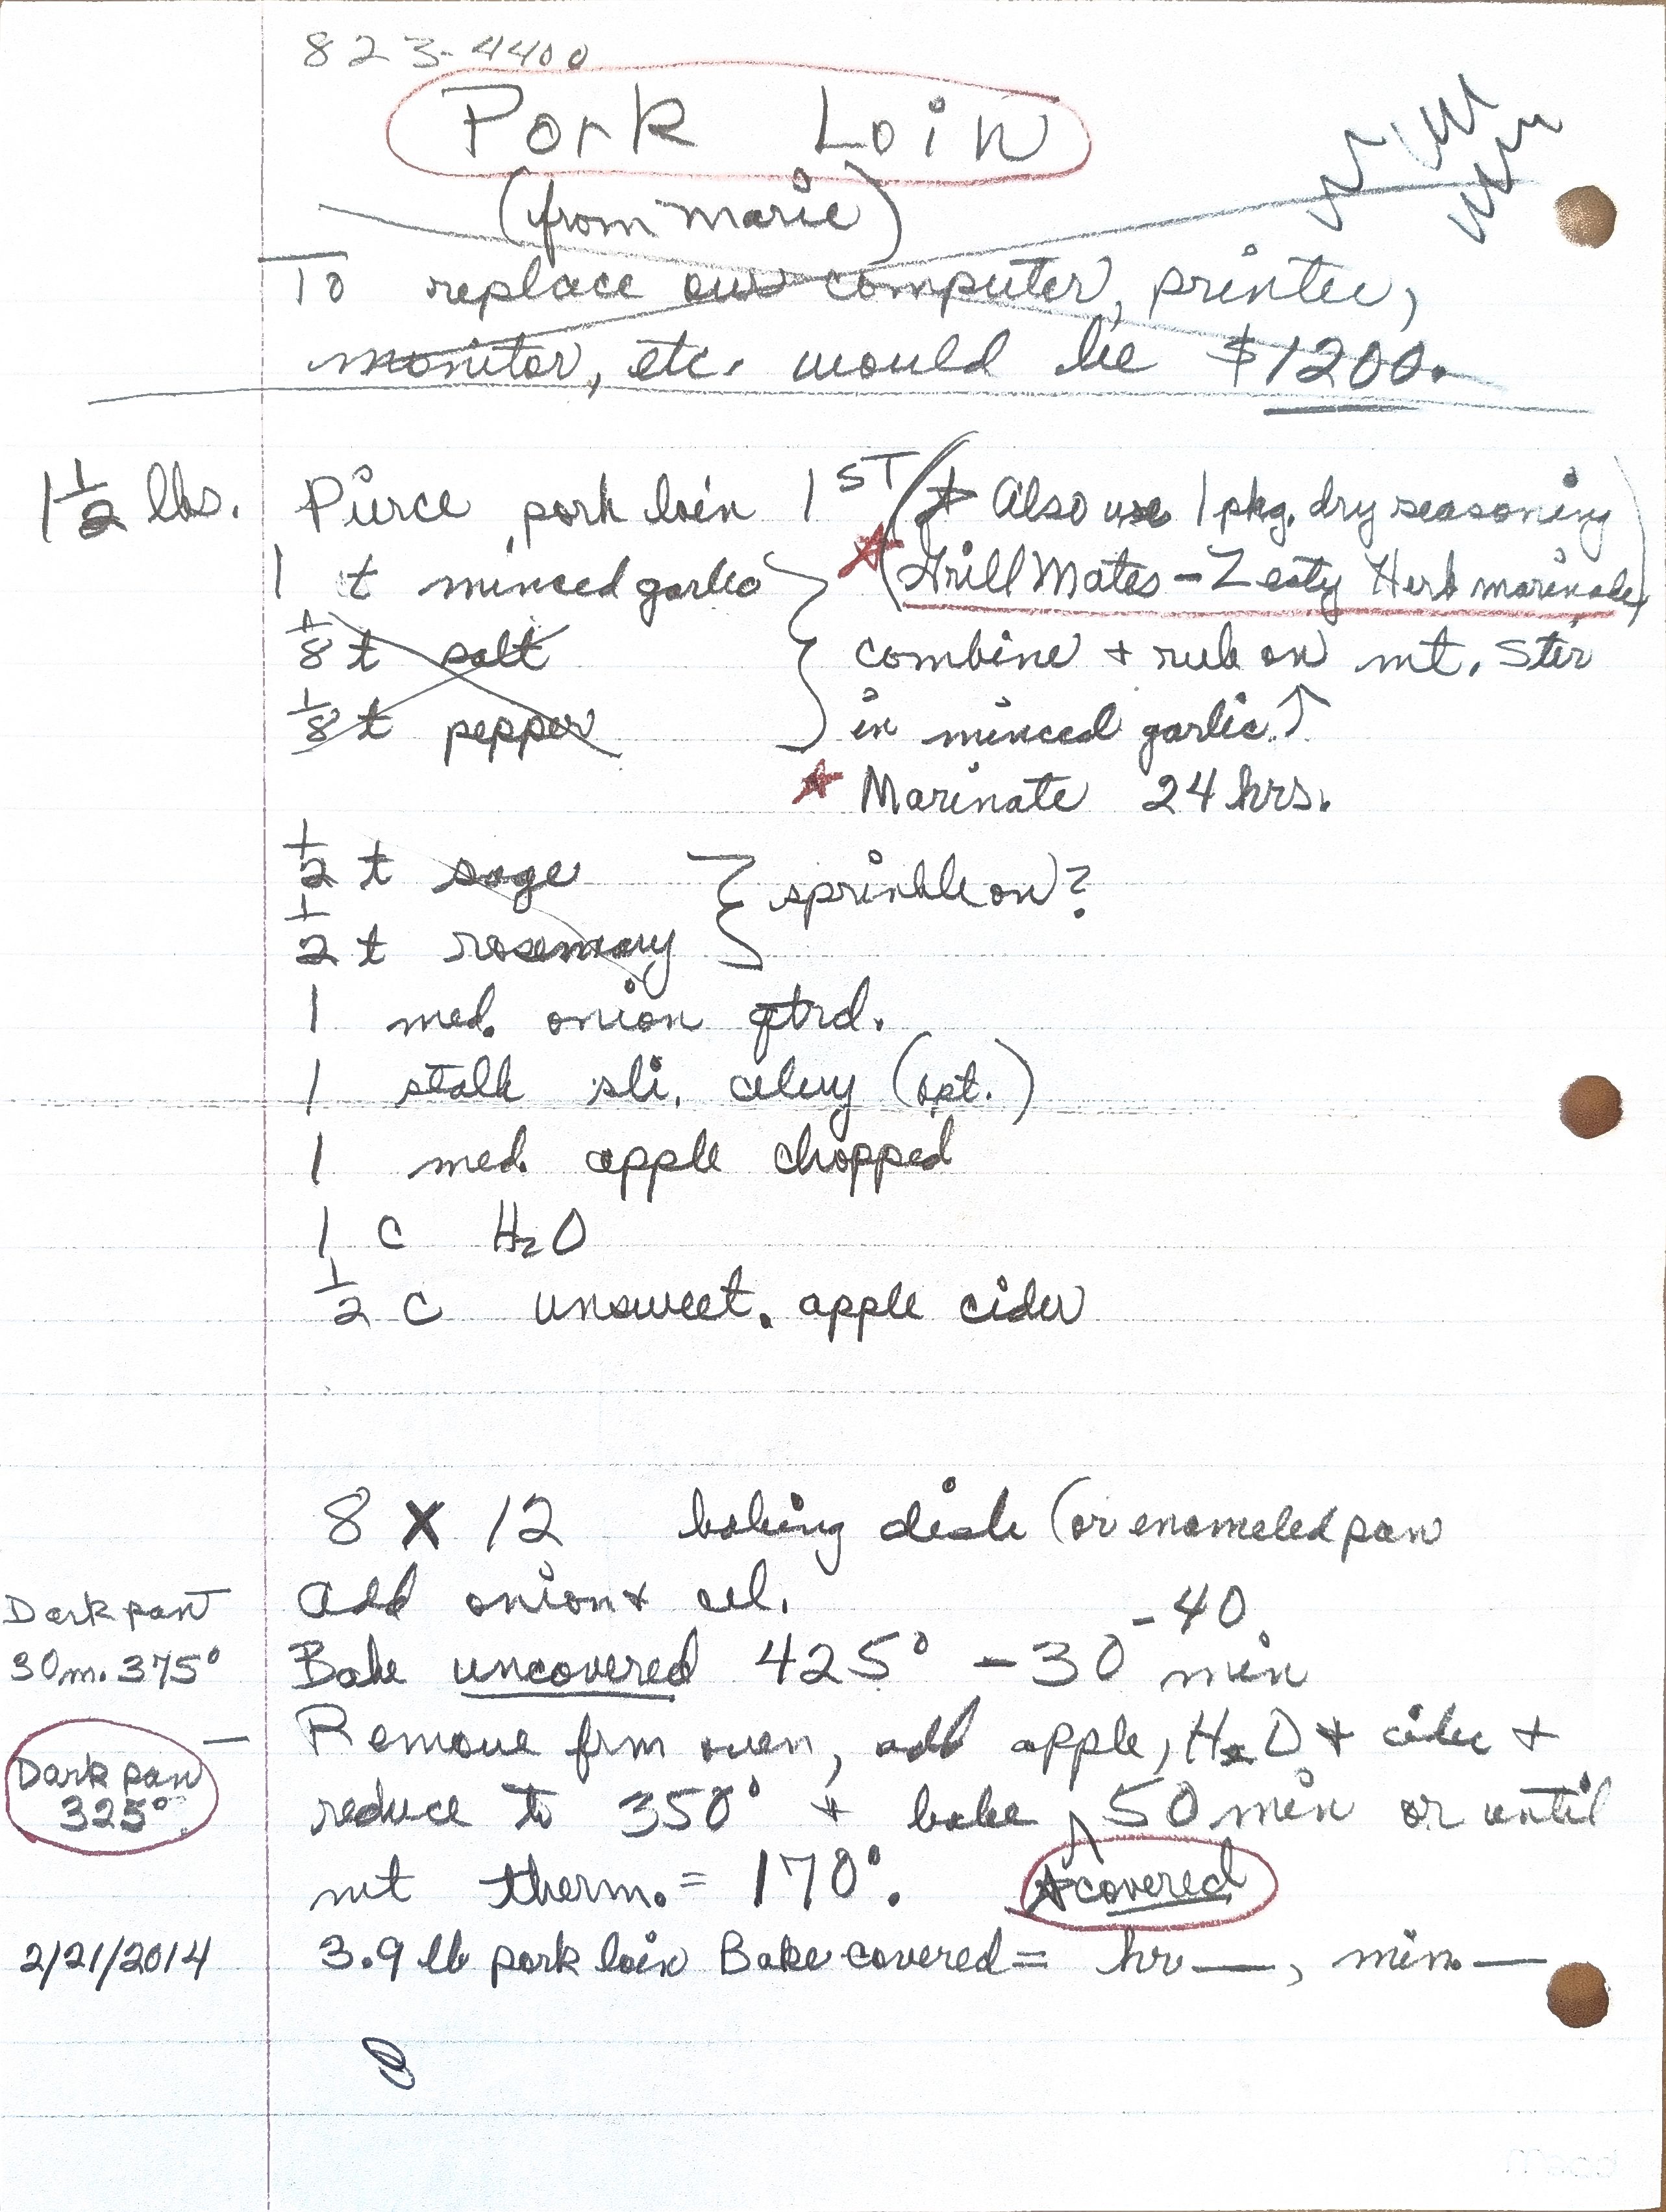 823-4400
Pork Loin
(from marie)
To replace our computer, printer,
monitor, etc. would be $1200.
1 1/2 lbs. Pierce pork loin 1ST (* Also use 1 pkg. dry seasoning
1 t minced garlic (Grill Mates - Zesty Herb marinade)
1/8 t salt combine + rub on mt. Stir
1/8 t pepper in minced garlic ↑
* Marinate 24 hrs.
1/2 t sage } sprinkle on?
1/2 t rosemary
1 med. onion qtrd.
1 stalk sli. celery (opt.)
1 med. apple chopped
1 c H2O
1/2 c unsweet. apple cider
8 X 12 baking dish (or enameled pan
Add onion + cel.
Dark pan
30 m. 375° Bake uncovered 425° - 30 - 40 min
Remove frm oven, add apple, H2O + cider +
Dark pan
325° reduce to 350° + bake 50 min or until
mt therm. = 170°. * covered
2/21/2014 3.9 lb pork loin Bake covered = hr —, min. —
Mead